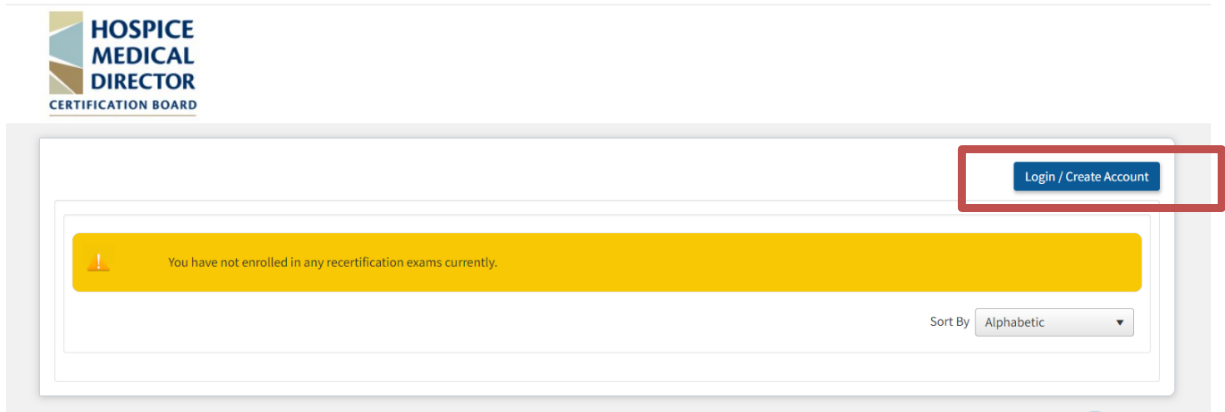 HOSPICE
MEDICAL
DIRECTOR
CERTIFICATION BOARD
Login / Create Account
You have not enrolled in any recertification exams currently.
Sort By Alphabetic